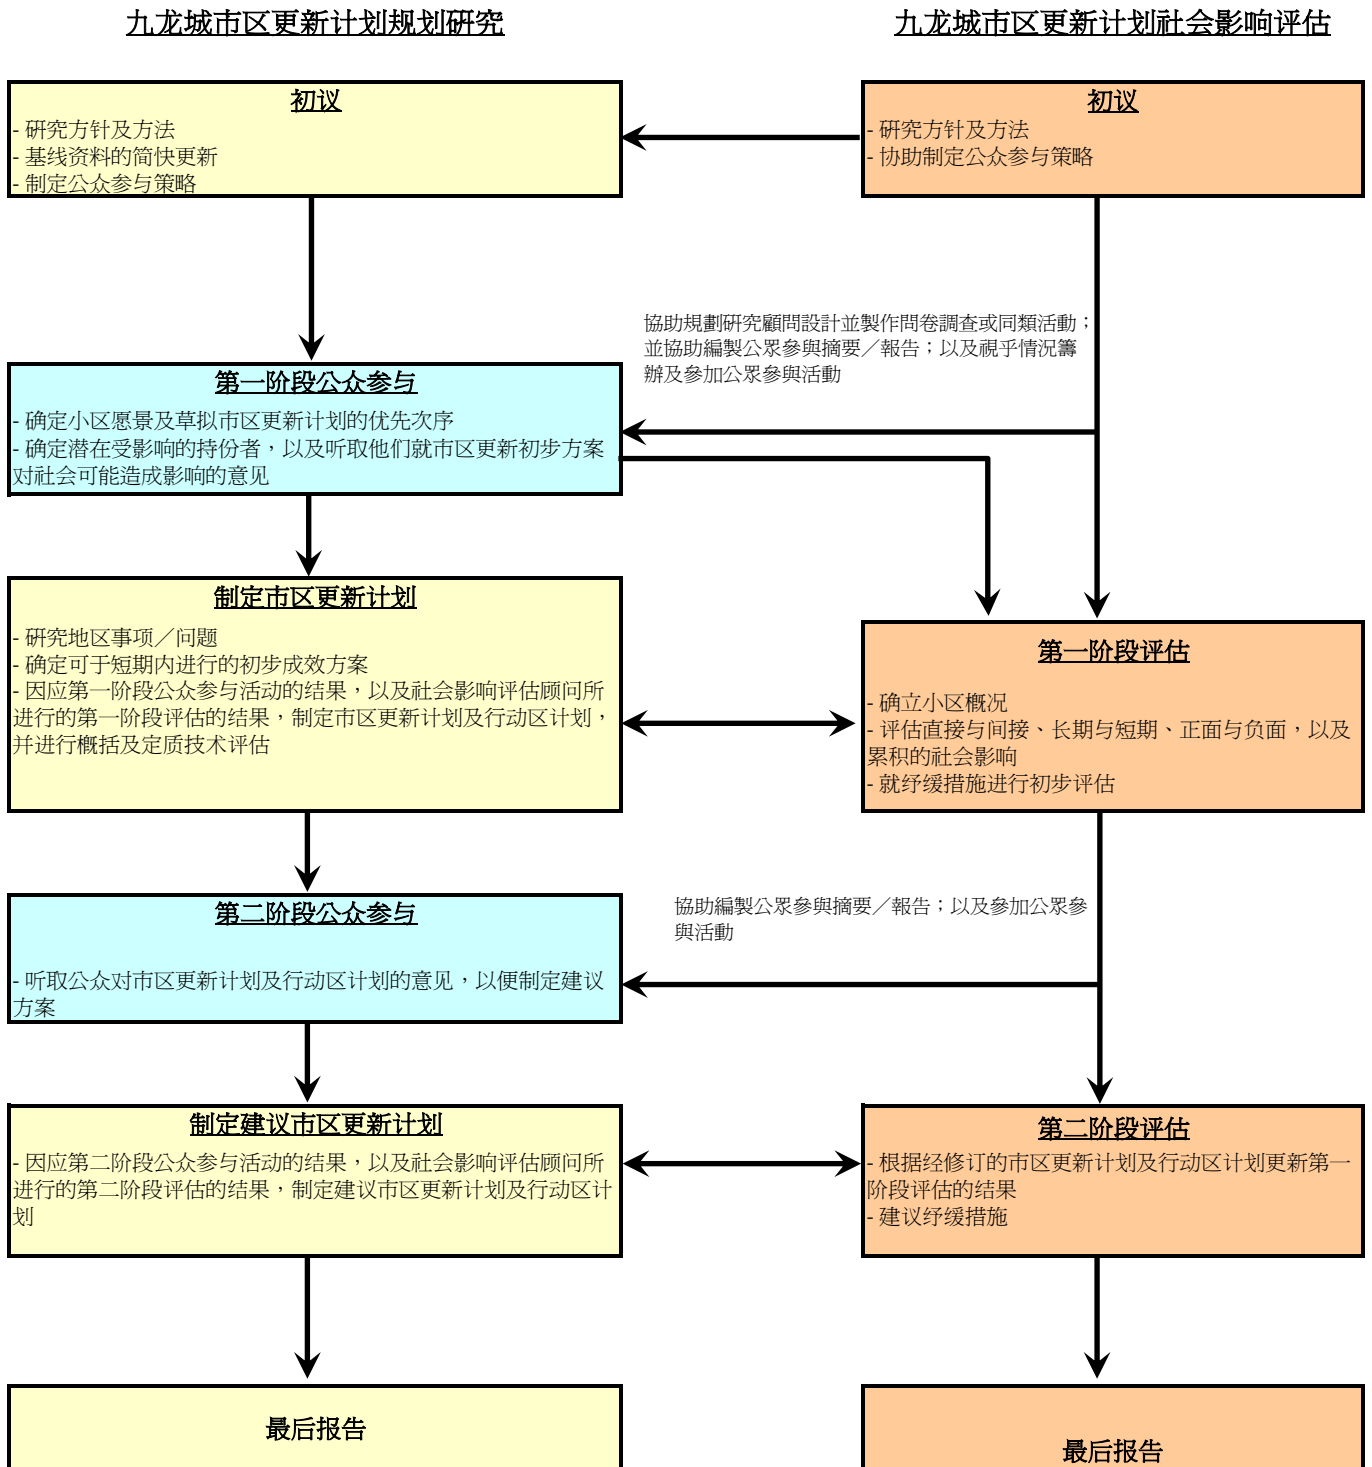 九龙城市区更新计划规划研究
九龙城市区更新计划社会影响评估
初议
- 研究方针及方法
- 基线资料的简快更新
- 制定公众参与策略
初议
- 研究方针及方法
- 协助制定公众参与策略
協助規劃研究顧問設計並製作問卷調查或同類活動；
並協助編製公眾參與摘要／報告；以及視乎情況籌
辦及參加公眾參與活動
第一阶段公众参与
- 确定小区愿景及草拟市区更新计划的优先次序
- 确定潜在受影响的持份者，以及听取他们就市区更新初步方案
对社会可能造成影响的意见
制定市区更新计划
- 研究地区事项／问题
- 确定可于短期内进行的初步成效方案
- 因应第一阶段公众参与活动的结果，以及社会影响评估顾问所
进行的第一阶段评估的结果，制定市区更新计划及行动区计划，
并进行概括及定质技术评估
第一阶段评估
- 确立小区概况
- 评估直接与间接、长期与短期、正面与负面，以及
累积的社会影响
- 就纾缓措施进行初步评估
第二阶段公众参与
- 听取公众对市区更新计划及行动区计划的意见，以便制定建议
方案
協助編製公眾參與摘要／報告；以及參加公眾參
與活動
制定建议市区更新计划
- 因应第二阶段公众参与活动的结果，以及社会影响评估顾问所
进行的第二阶段评估的结果，制定建议市区更新计划及行动区计
划
第二阶段评估
- 根据经修订的市区更新计划及行动区计划更新第一
阶段评估的结果
- 建议纾缓措施
最后报告
最后报告